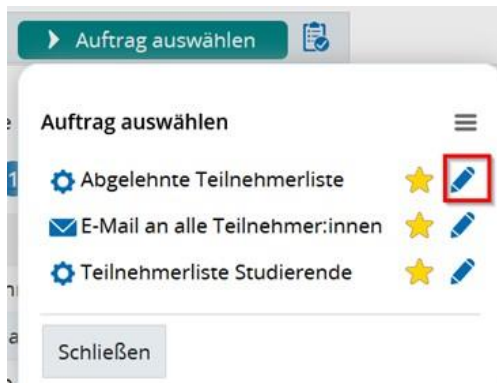 Auftrag auswählen
Auftrag auswählen
Abgelehnte Teilnehmerliste
E-Mail an alle Teilnehmer:innen
Teilnehmerliste Studierende
Schließen